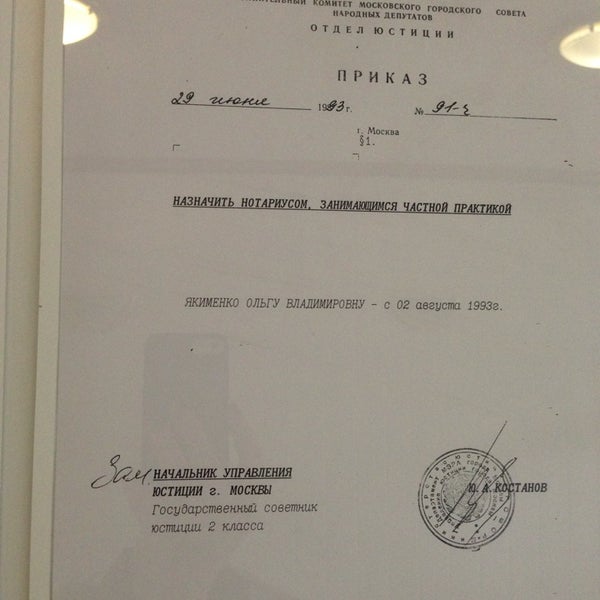 КОМИТЕТ МОСКОВСКОГО ГОРОДСКОГО СОВЕТА
НАРОДНЫХ ДЕПУТАТОВ
ОТДЕЛ ЮСТИЦИИ
ПРИКАЗ
29 июня 1993 г. № 91-ч
г. Москва
§1.
НАЗНАЧИТЬ НОТАРИУСОМ, ЗАНИМАЮЩИМСЯ ЧАСТНОЙ ПРАКТИКОЙ
ЯКИМЕНКО ОЛЬГУ ВЛАДИМИРОВНУ - с 02 августа 1993г.
Зам. НАЧАЛЬНИК УПРАВЛЕНИЯ
ЮСТИЦИИ г. МОСКВЫ
Ю.А.КОСТАНОВ
Государственный советник
юстиции 2 класса